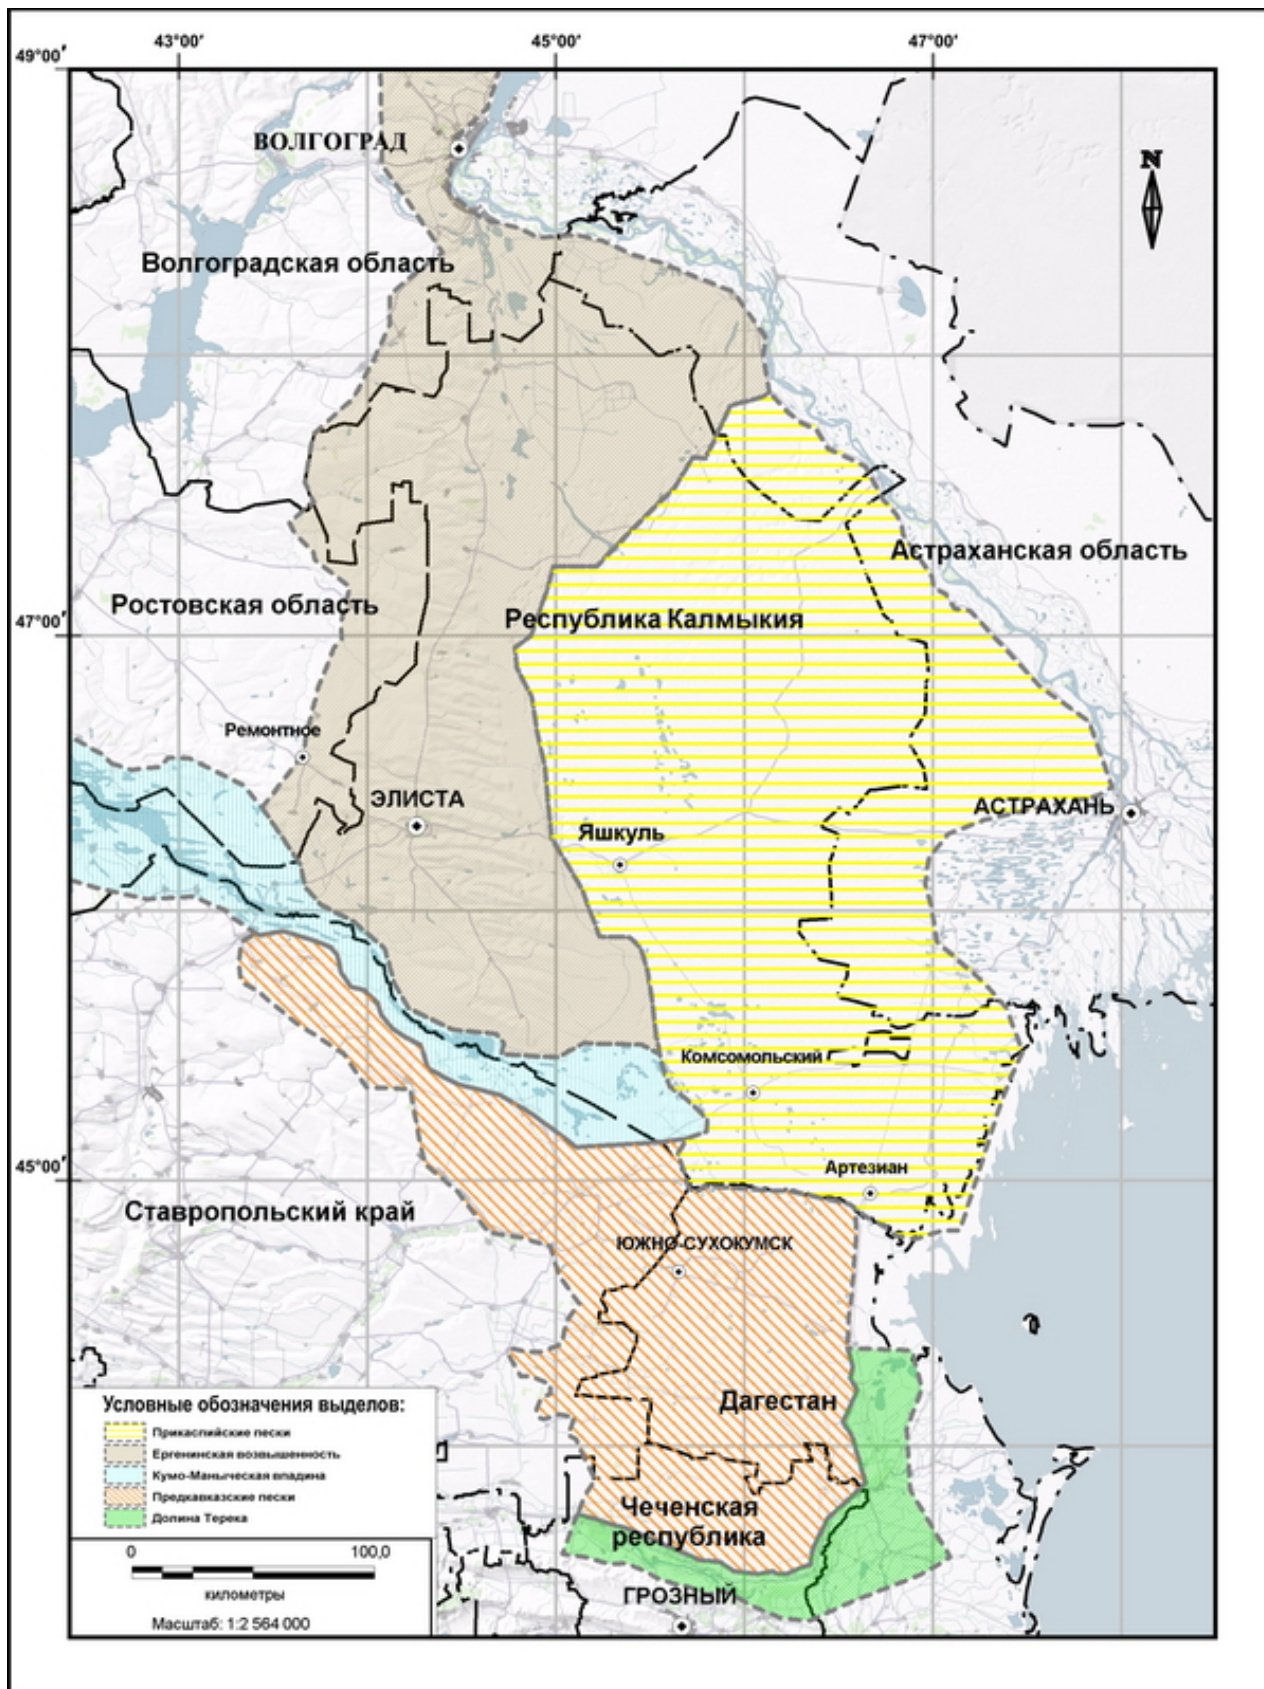 43°00′ 45°00′ 47°00′
49°00′
N
ВОЛГОГРАД
Волгоградская область
Астраханская область
Ростовская область
Республика Калмыкия
47°00′
Ремонтное
ЭЛИСТА
АСТРАХАНЬ
Яшкуль
Комсомольский
45°00′
Артезиан
Ставропольский край
ЮЖНО-СУХОКУМСК
Дагестан
Условные обозначения выделов:
Прикаспийские пески
Ергенинская возвышенность
Кумо-Маныческая впадина
Предкавказские пески
Долина Терека
Чеченская
республика
0 100,0
километры
Масштаб: 1:2 564 000
ГРОЗНЫЙ